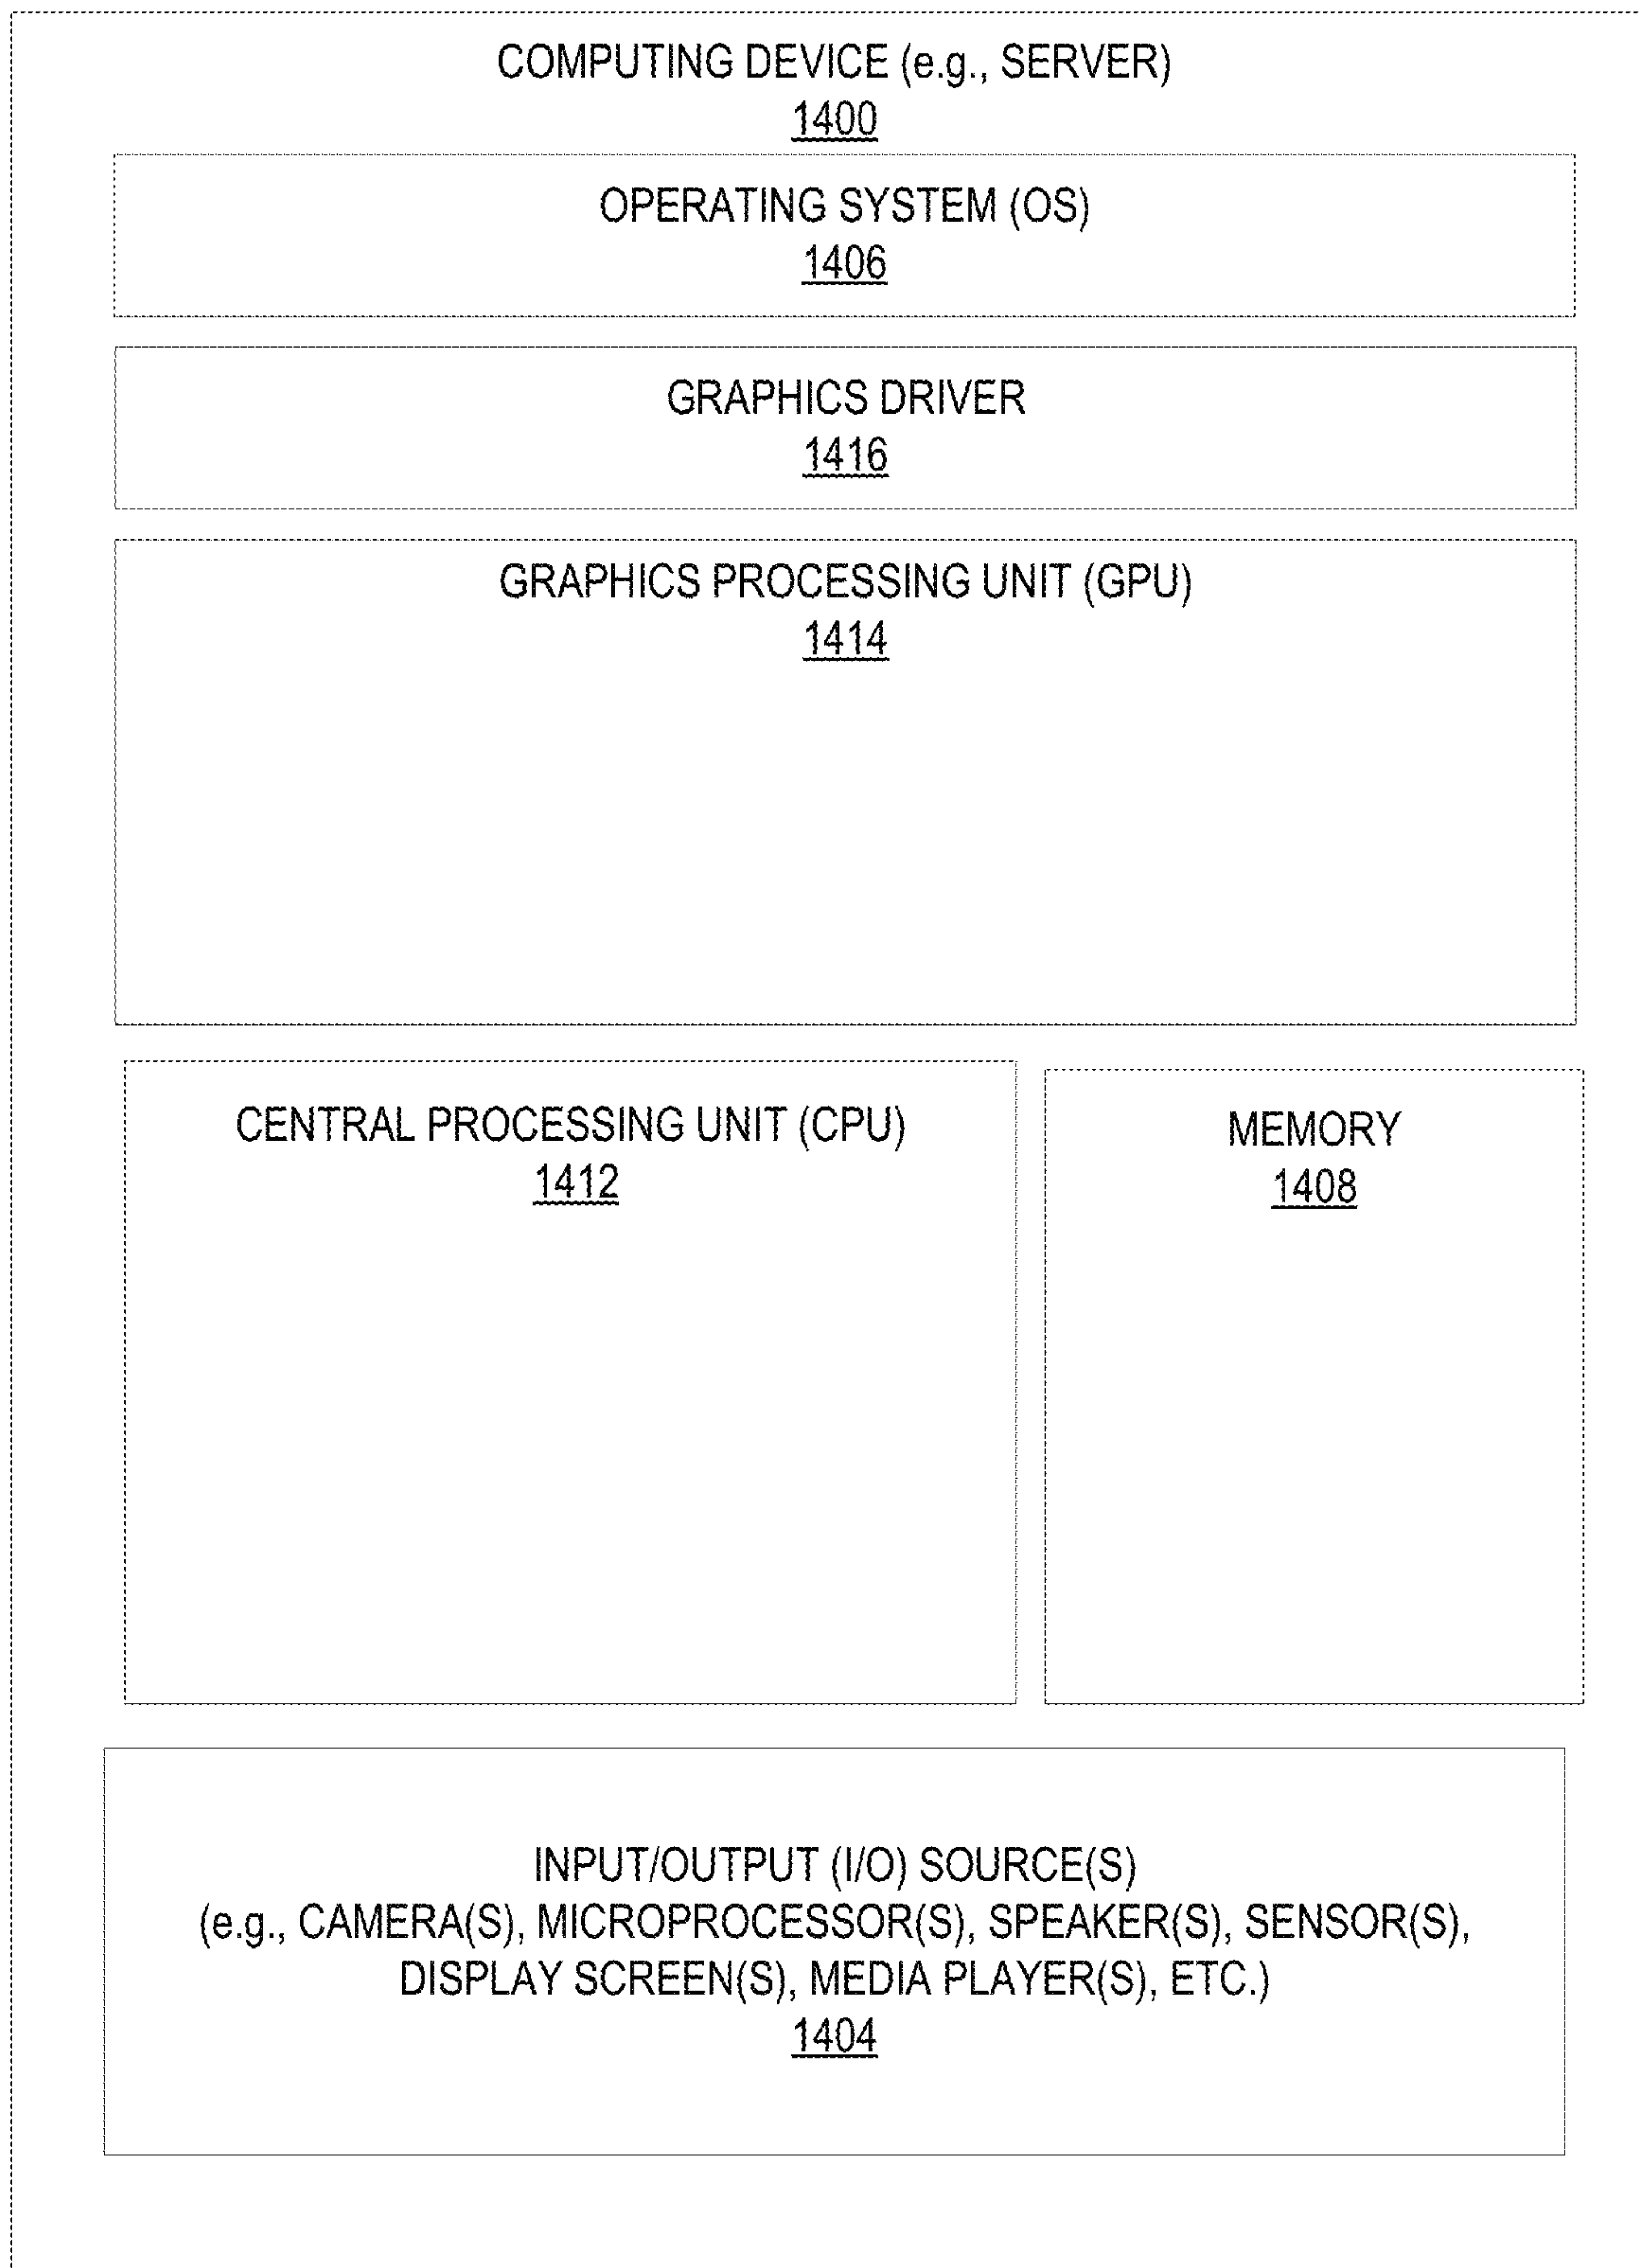 COMPUTING DEVICE (e.g., SERVER)
1400
OPERATING SYSTEM (OS)
1406
GRAPHICS DRIVER
1416
GRAPHICS PROCESSING UNIT (GPU)
1414
CENTRAL PROCESSING UNIT (CPU)
1412
MEMORY
1408
INPUT/OUTPUT (I/O) SOURCE(S)
(e.g., CAMERA(S), MICROPROCESSOR(S), SPEAKER(S), SENSOR(S),
DISPLAY SCREEN(S), MEDIA PLAYER(S), ETC.)
1404